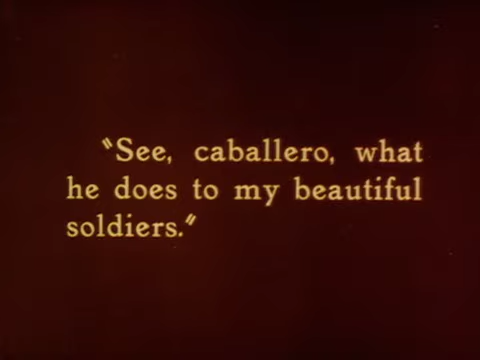 "See, caballero, what
he does to my beautiful
soldiers."